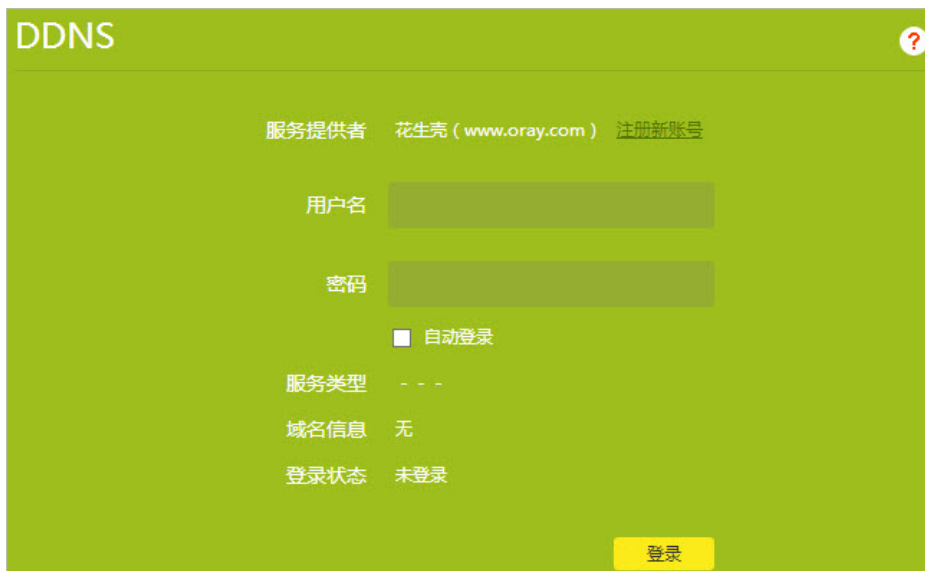 DDNS
?
服务提供者 花生壳（www.oray.com） 注册新账号
用户名
密码
自动登录
服务类型 - - -
域名信息 无
登录状态 未登录
登录